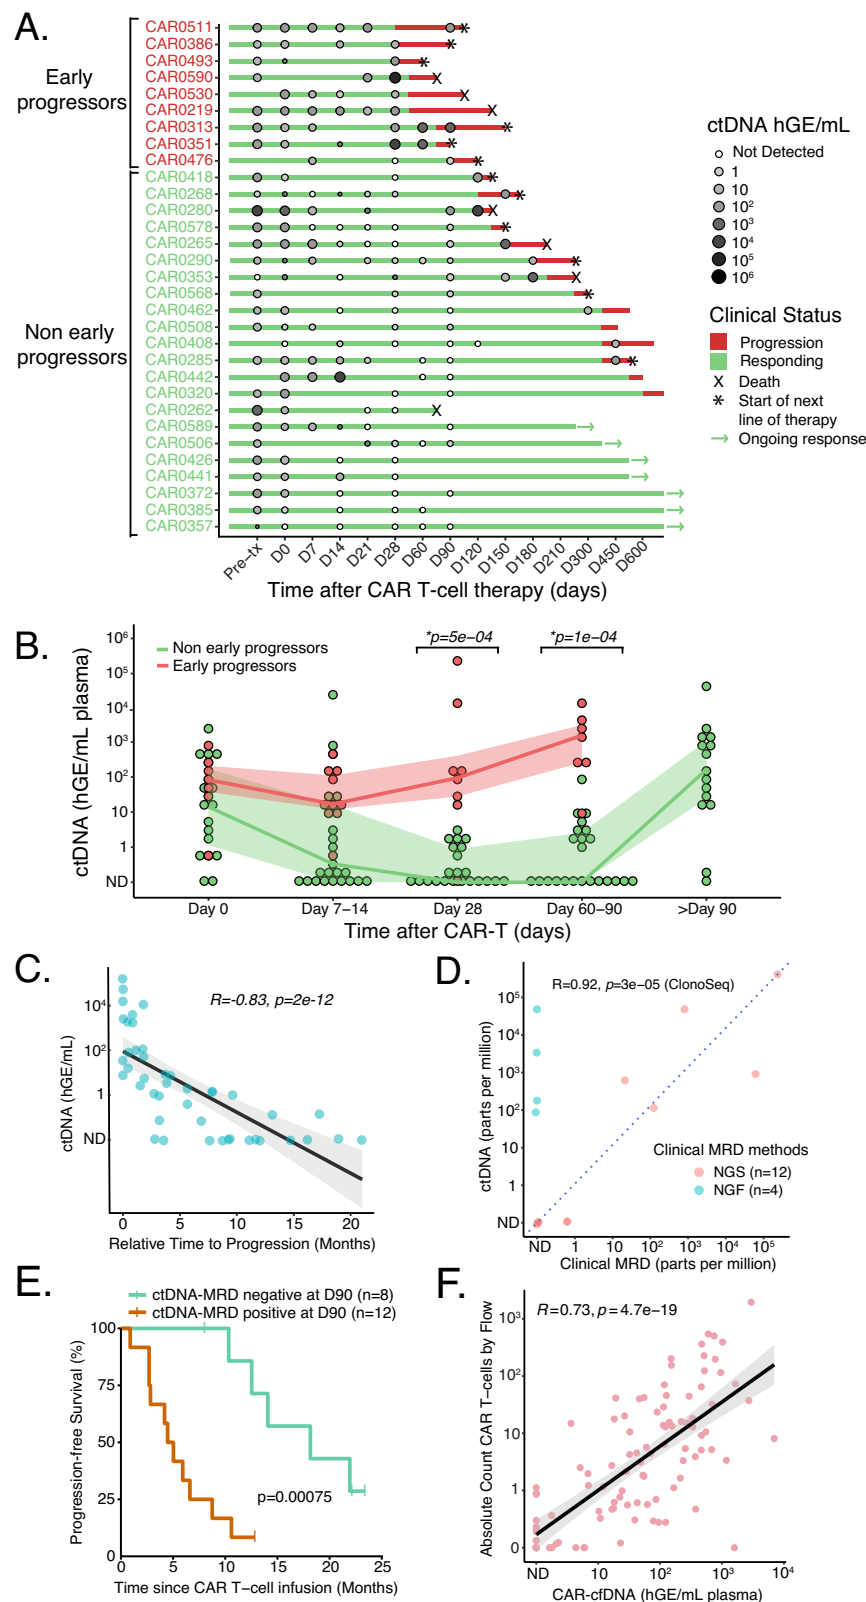 A.
CAR0511
CAR0386
CAR0493
CAR0590
CAR0530
CAR0219
CAR0313
CAR0351
CAR0476
CAR0418
CAR0268
CAR0280
CAR0578
CAR0265
CAR0290
CAR0353
CAR0568
CAR0462
CAR0508
CAR0408
CAR0285
CAR0442
CAR0320
CAR0262
CAR0589
CAR0506
CAR0426
CAR0441
CAR0372
CAR0385
CAR0357
Early
progressors
Non early
progressors
Pre-tx D0 D7 D14 D21 D28 D60 D90 D120 D150 D180 D210 D300 D450 D600
Time after CAR T-cell therapy (days)
ctDNA hGE/mL
Not Detected
1
10
10²
10³
10⁴
10⁵
10⁶
Clinical Status
Progression
Responding
X Death
* Start of next
line of therapy
→ Ongoing response
B.
Non early progressors
Early progressors
*p=5e-04
*p=1e-04
ctDNA (hGE/mL plasma)
10⁶
10⁵
10⁴
10³
10²
10
1
ND
Day 0 Day 7–14 Day 28 Day 60–90 >Day 90
Time after CAR-T (days)
C.
R=-0.83, p=2e-12
ctDNA (hGE/mL)
10⁴
10²
1
ND
0 5 10 15 20
Relative Time to Progression (Months)
D.
R=0.92, p=3e-05 (ClonoSeq)
ctDNA (parts per million)
10⁵
10⁴
10³
10²
10
1
ND
Clinical MRD methods
NGS (n=12)
NGF (n=4)
ND 1 10 10² 10³ 10⁴ 10⁵
Clinical MRD (parts per million)
E.
ctDNA-MRD negative at D90 (n=8)
ctDNA-MRD positive at D90 (n=12)
Progression-free Survival (%)
100
75
50
25
0
p=0.00075
0 5 10 15 20 25
Time since CAR T-cell infusion (Months)
F.
R=0.73, p=4.7e-19
Absolute Count CAR T-cells by Flow
10³
10²
10
1
0
ND 10 10² 10³ 10⁴
CAR-cfDNA (hGE/mL plasma)